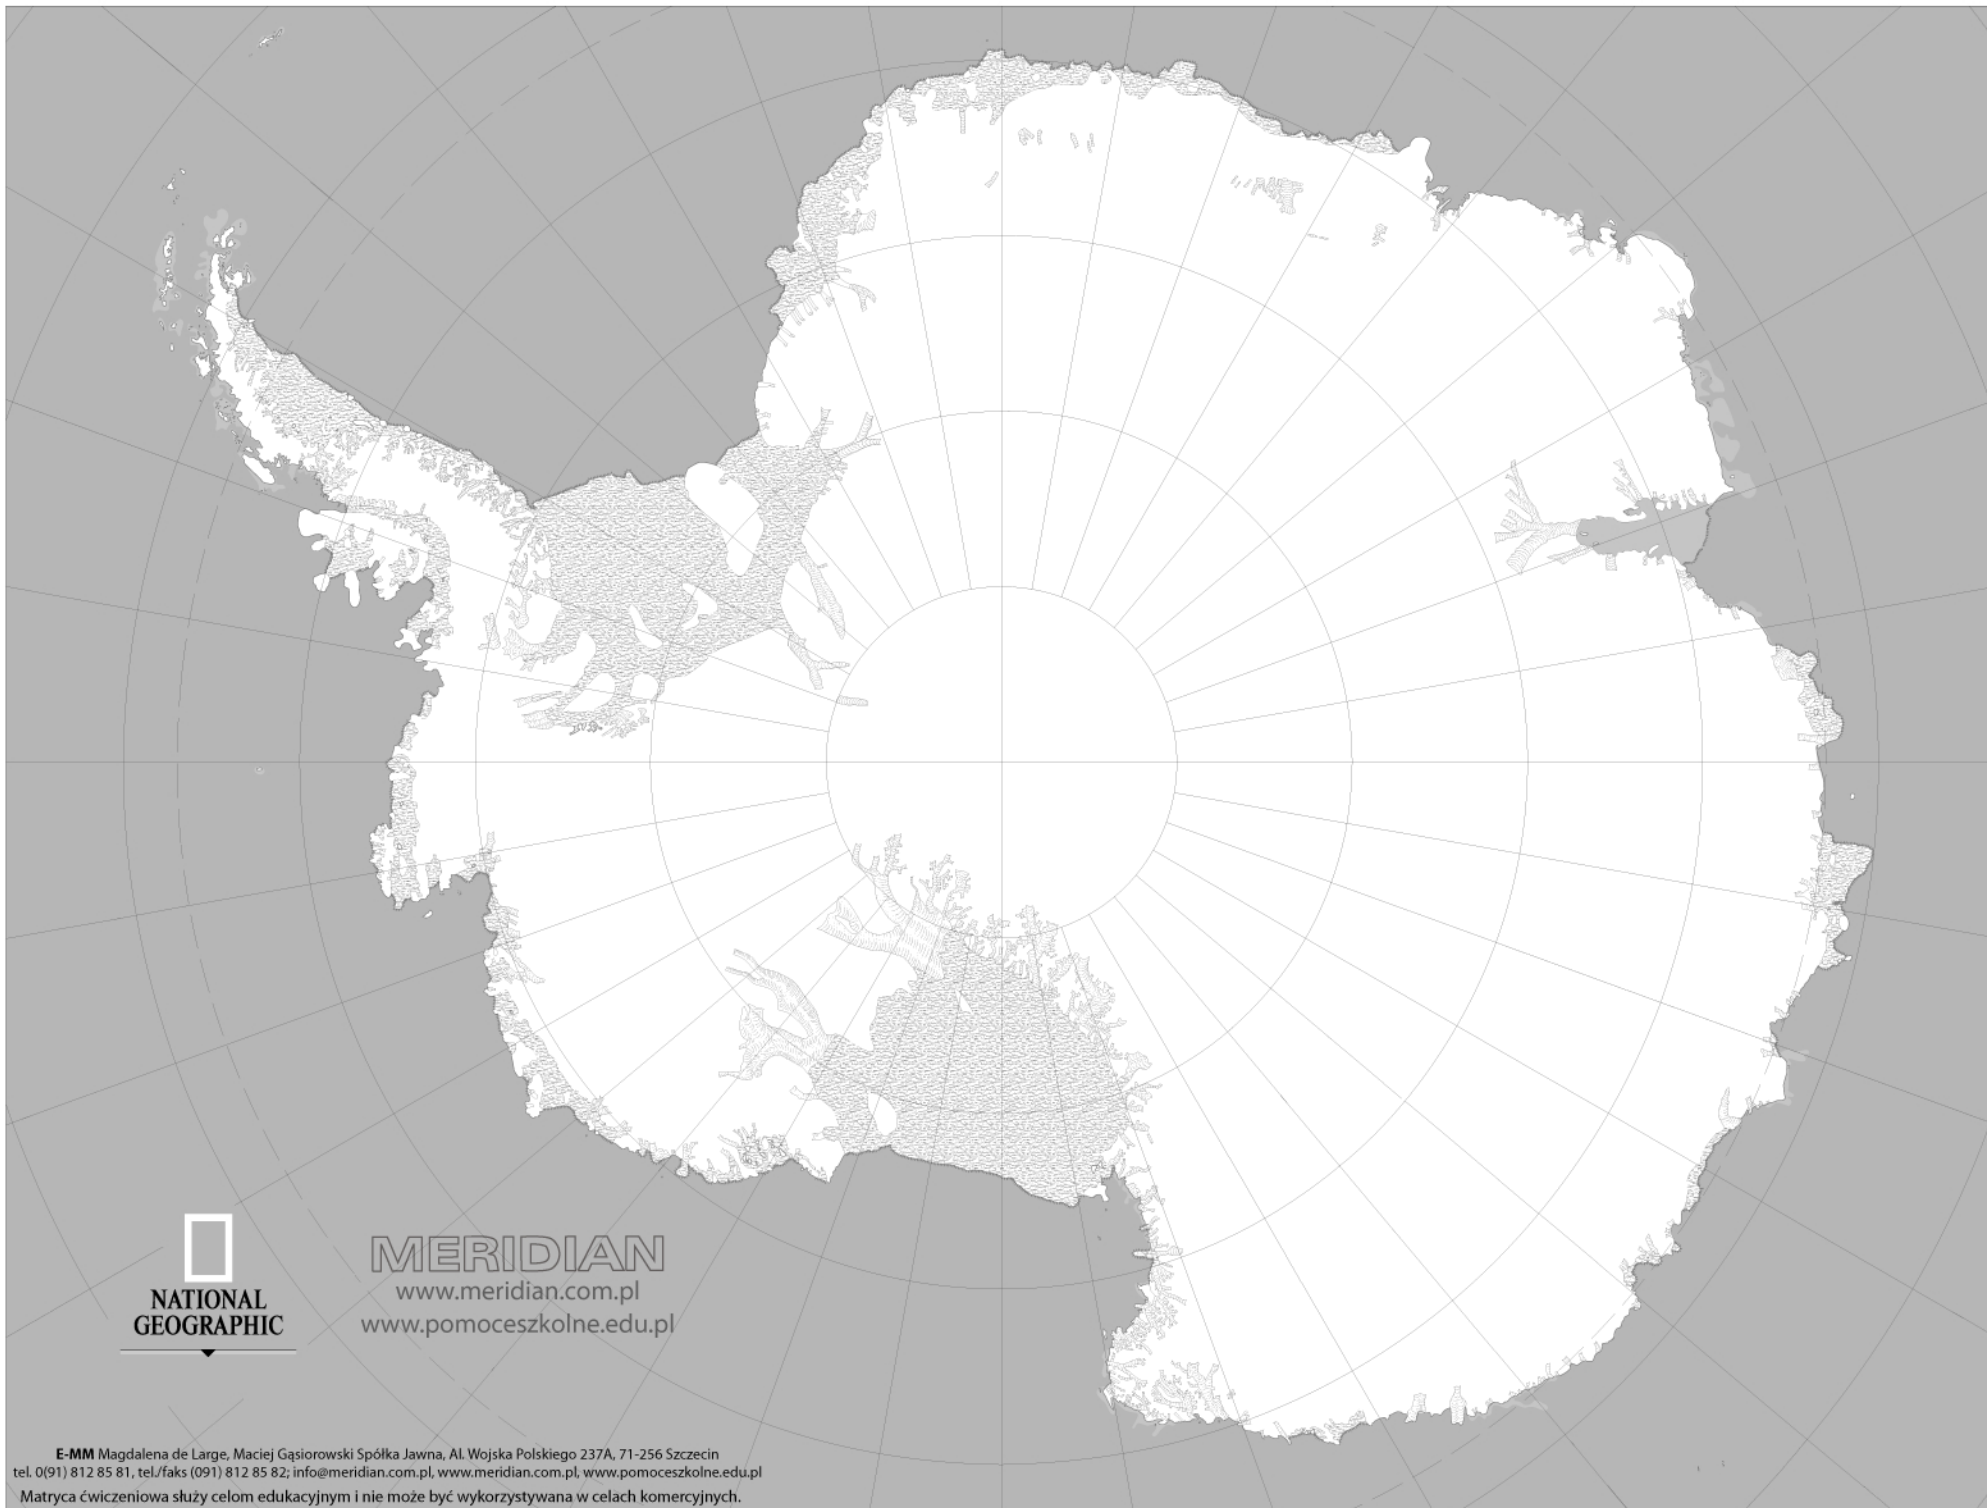 NATIONAL
GEOGRAPHIC
MERIDIAN
www.meridian.com.pl
www.pomoceszkolne.edu.pl
E-MM Magdalena de Large, Maciej Gąsiorowski Spółka Jawna, Al. Wojska Polskiego 237A, 71-256 Szczecin
tel. 0(91) 812 85 81, tel./faks (091) 812 85 82; info@meridian.com.pl, www.meridian.com.pl, www.pomoceszkolne.edu.pl
Matryca ćwiczeniowa służy celom edukacyjnym i nie może być wykorzystywana w celach komercyjnych.